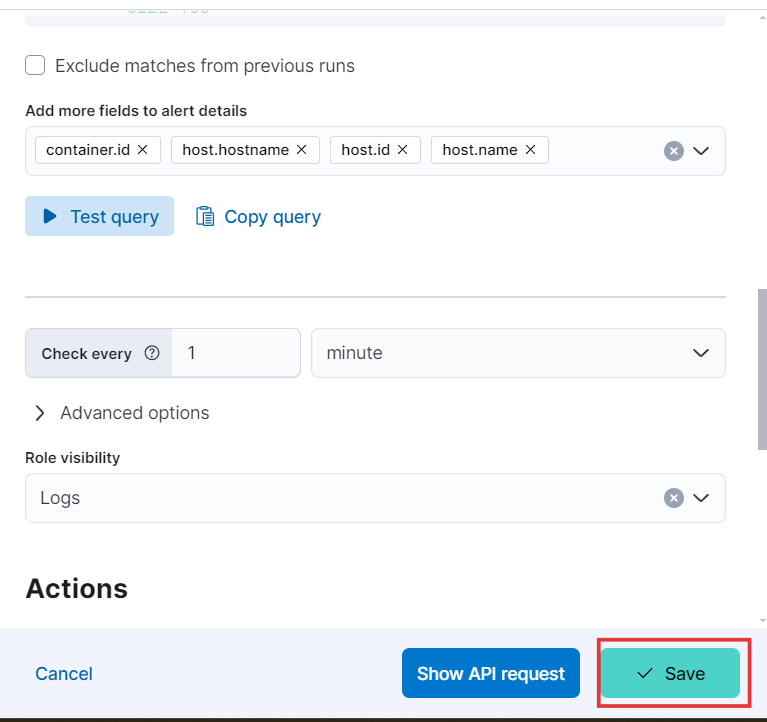 Exclude matches from previous runs
Add more fields to alert details
container.id × host.hostname × host.id × host.name ×
Test query Copy query
Check every 1 minute
Advanced options
Role visibility
Logs
Actions
Cancel Show API request Save